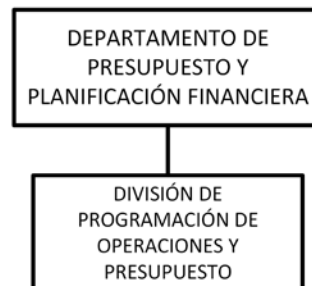 DEPARTAMENTO DE
PRESUPUESTO Y
PLANIFICACIÓN FINANCIERA
DIVISIÓN DE
PROGRAMACIÓN DE
OPERACIONES Y
PRESUPUESTO